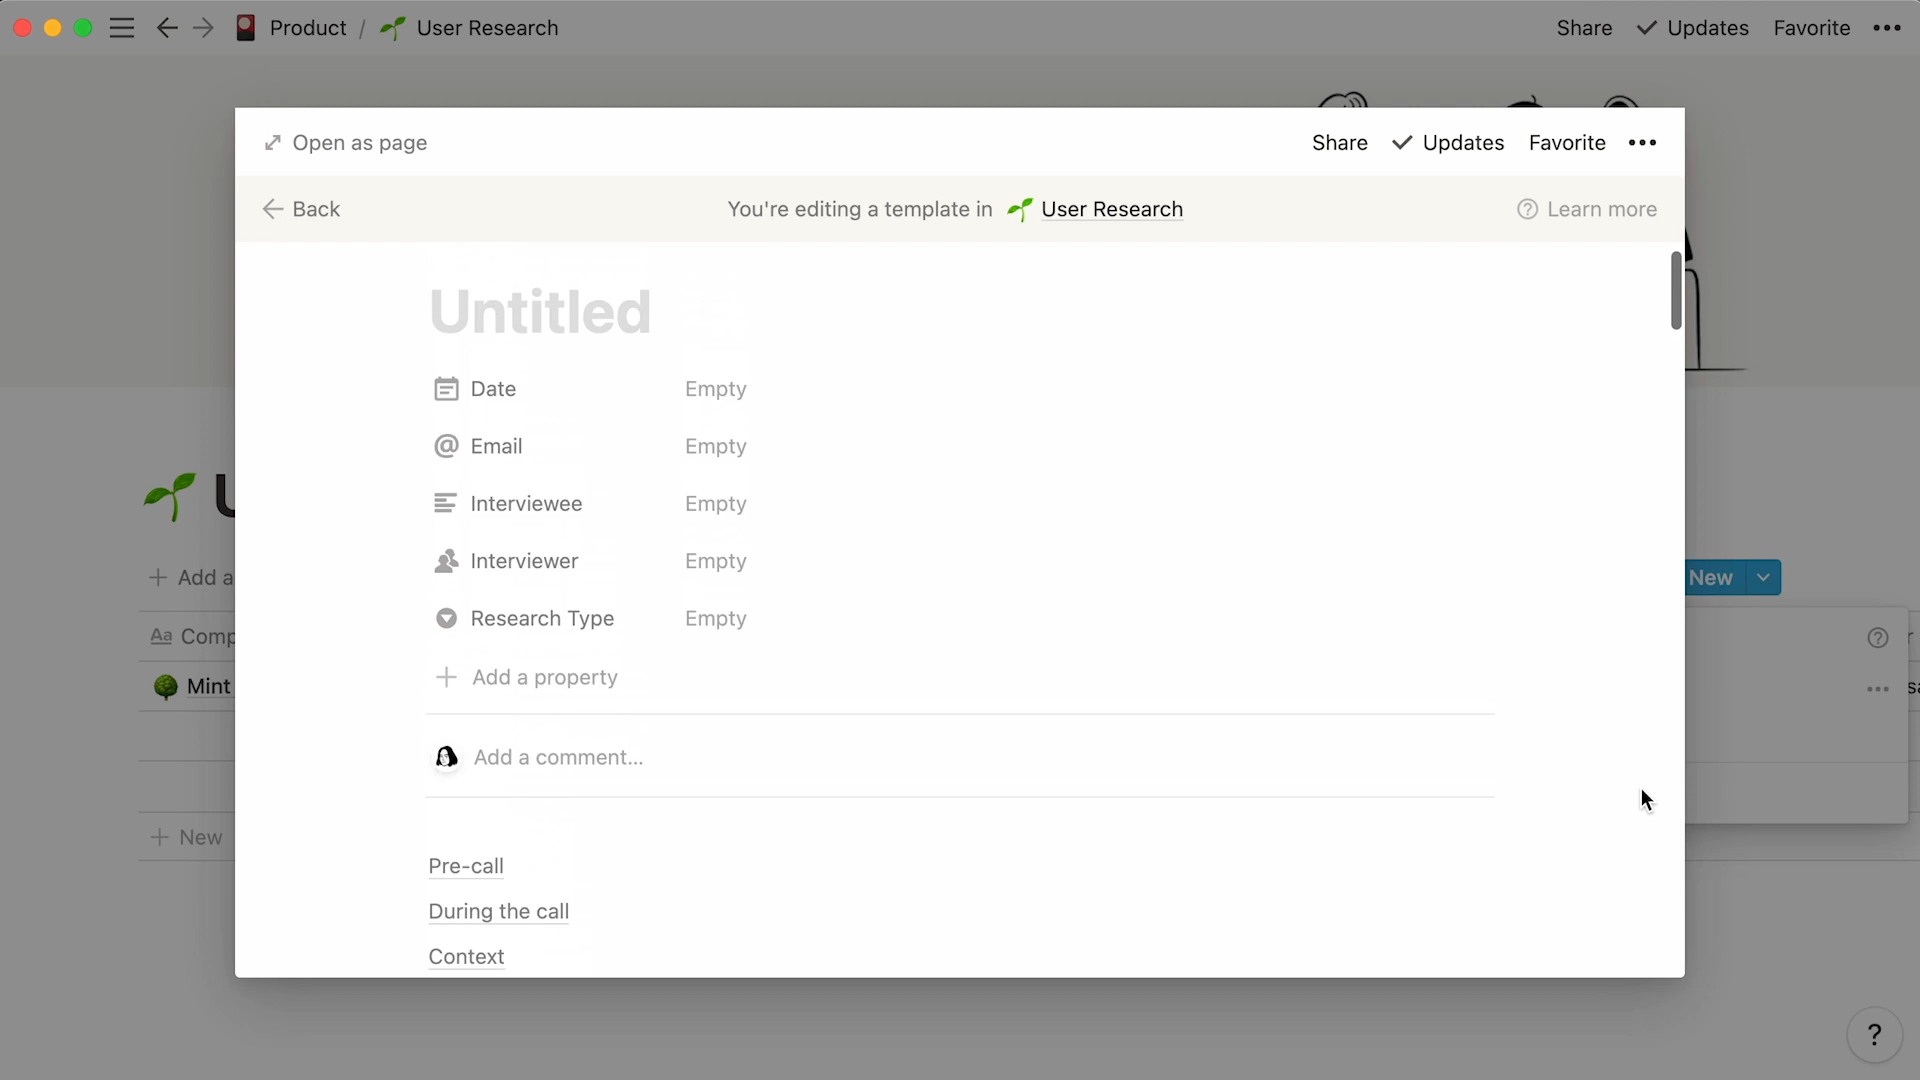 Product / User Research
Share Updates Favorite
Open as page
Share Updates Favorite
Back
You're editing a template in User Research
Learn more
Untitled
Date Empty
Email Empty
Interviewee Empty
Interviewer Empty
Research Type Empty
Add a property
Add a comment...
Pre-call
During the call
Context
U
Add a
Aa Comp
Mint
New
New
?